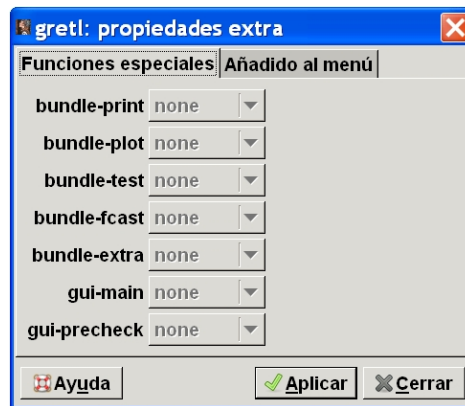 gretl: propiedades extra
Funciones especiales Añadido al menú
bundle-print none
bundle-plot none
bundle-test none
bundle-fcast none
bundle-extra none
gui-main none
gui-precheck none
Ayuda Aplicar Cerrar